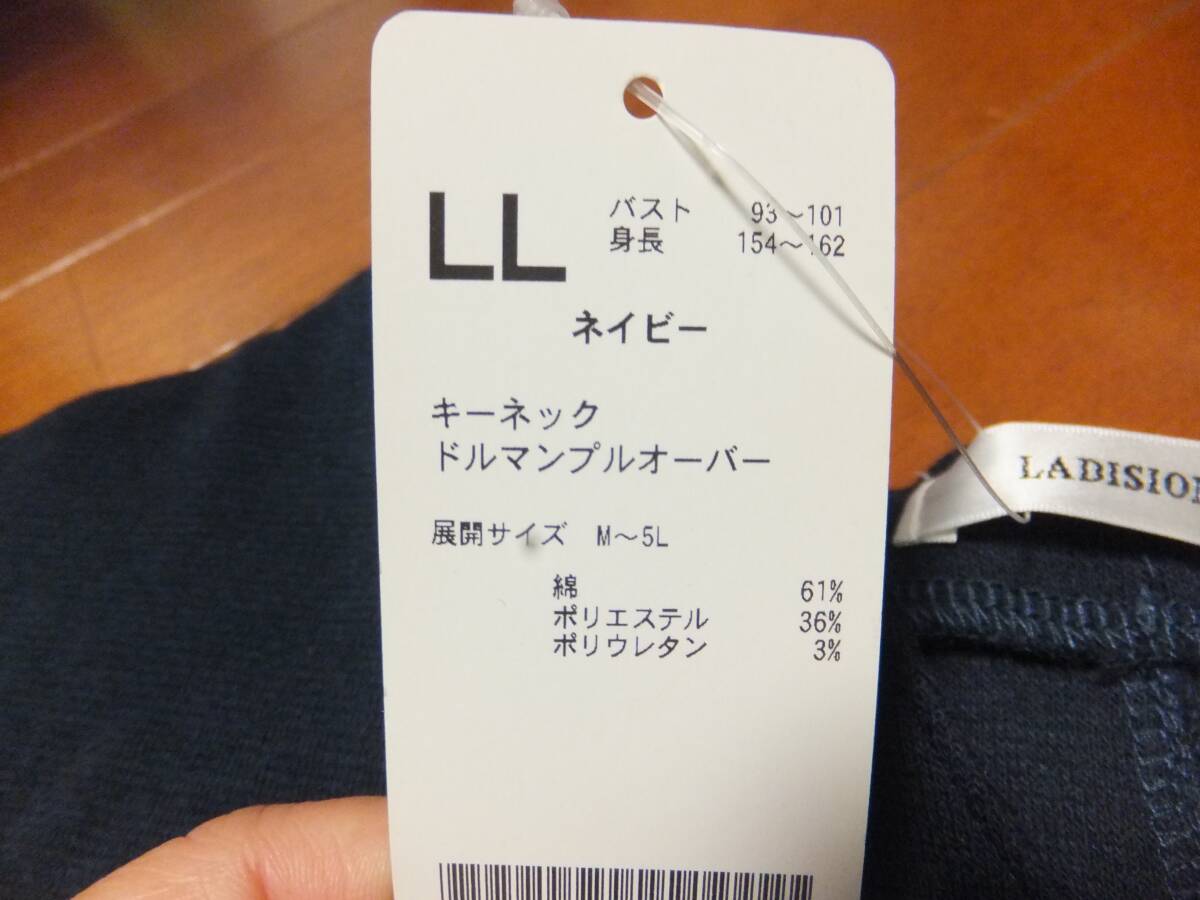 LL
バスト 93～101
身長 154～162
ネイビー
キーネック
ドルマンプルオーバー
展開サイズ M～5L
綿 61%
ポリエステル 36%
ポリウレタン 3%
LABISION